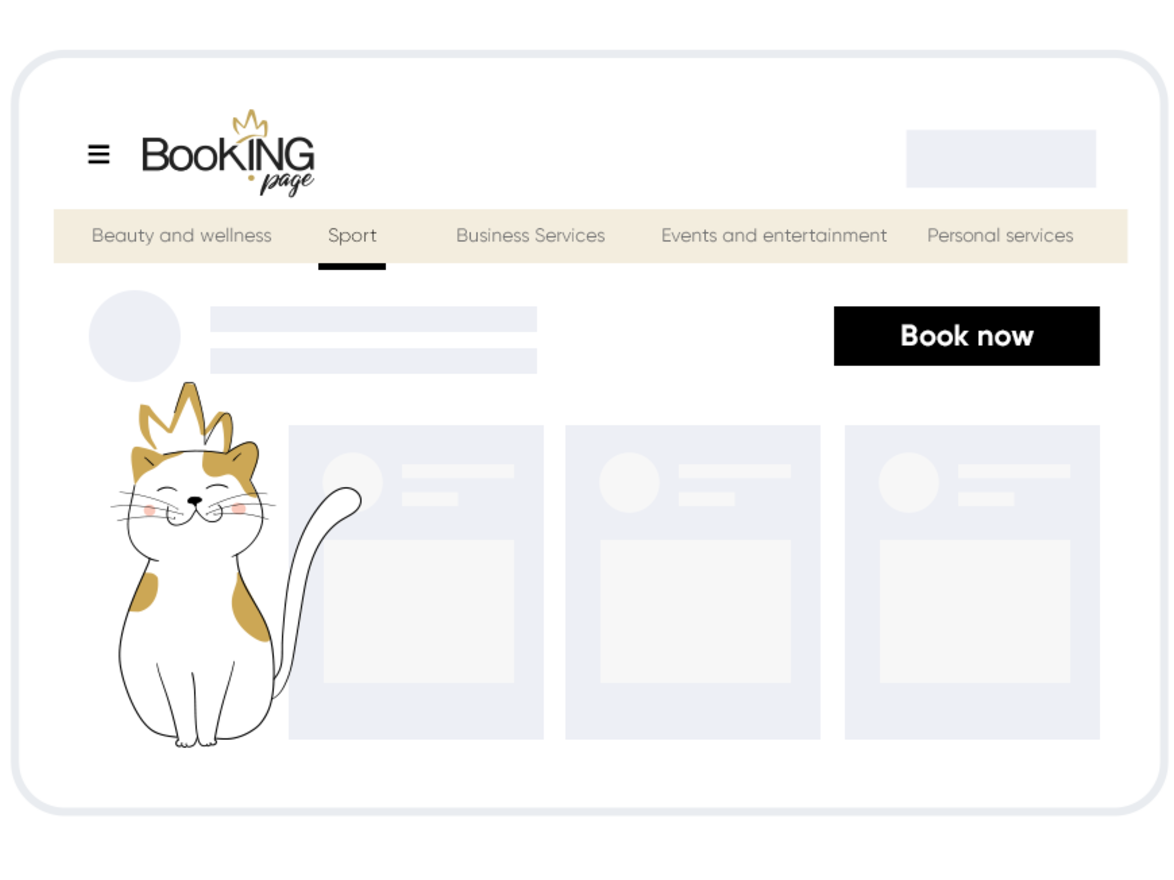 BooKING
page
Beauty and wellness Sport Business Services Events and entertainment Personal services
Book now